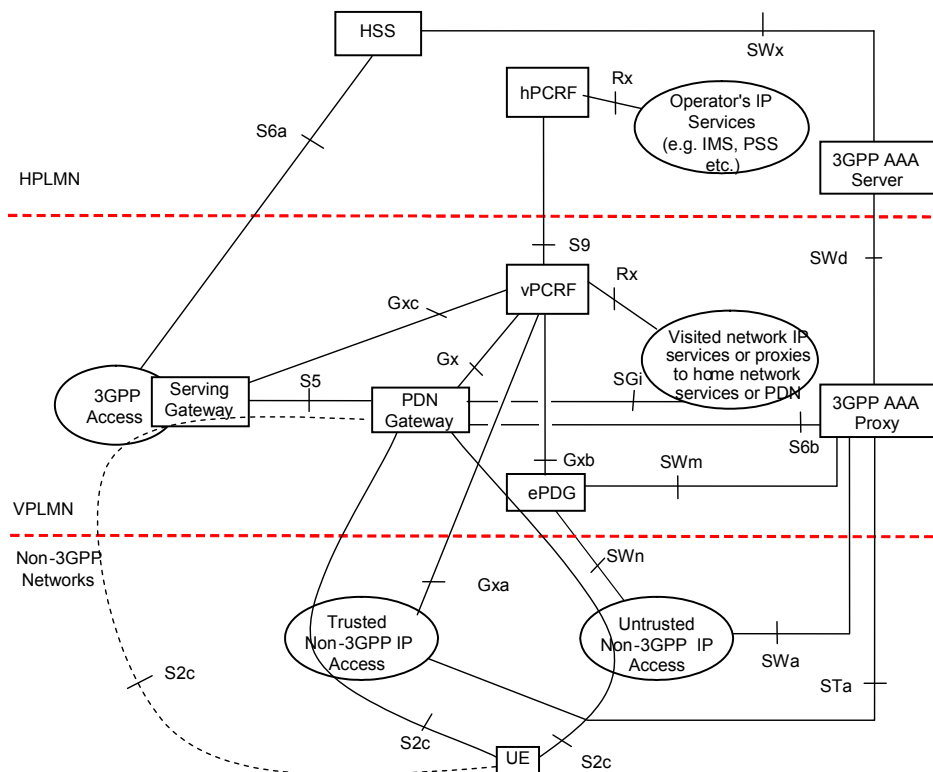 HSS
SWx
hPCRF
Rx
Operator's IP
Services
(e.g. IMS, PSS
etc.)
S6a
3GPP AAA
Server
HPLMN
S9
SWd
vPCRF
Rx
Gxc
Visited network IP
services or proxies
to home network
services or PDN
Gx
3GPP
Access
Serving
Gateway
S5
PDN
Gateway
SGi
3GPP AAA
Proxy
S6b
Gxb
SWm
ePDG
VPLMN
Non-3GPP
Networks
SWn
Gxa
Trusted
Non-3GPP IP
Access
Untrusted
Non-3GPP IP
Access
SWa
S2c
STa
S2c
UE
S2c